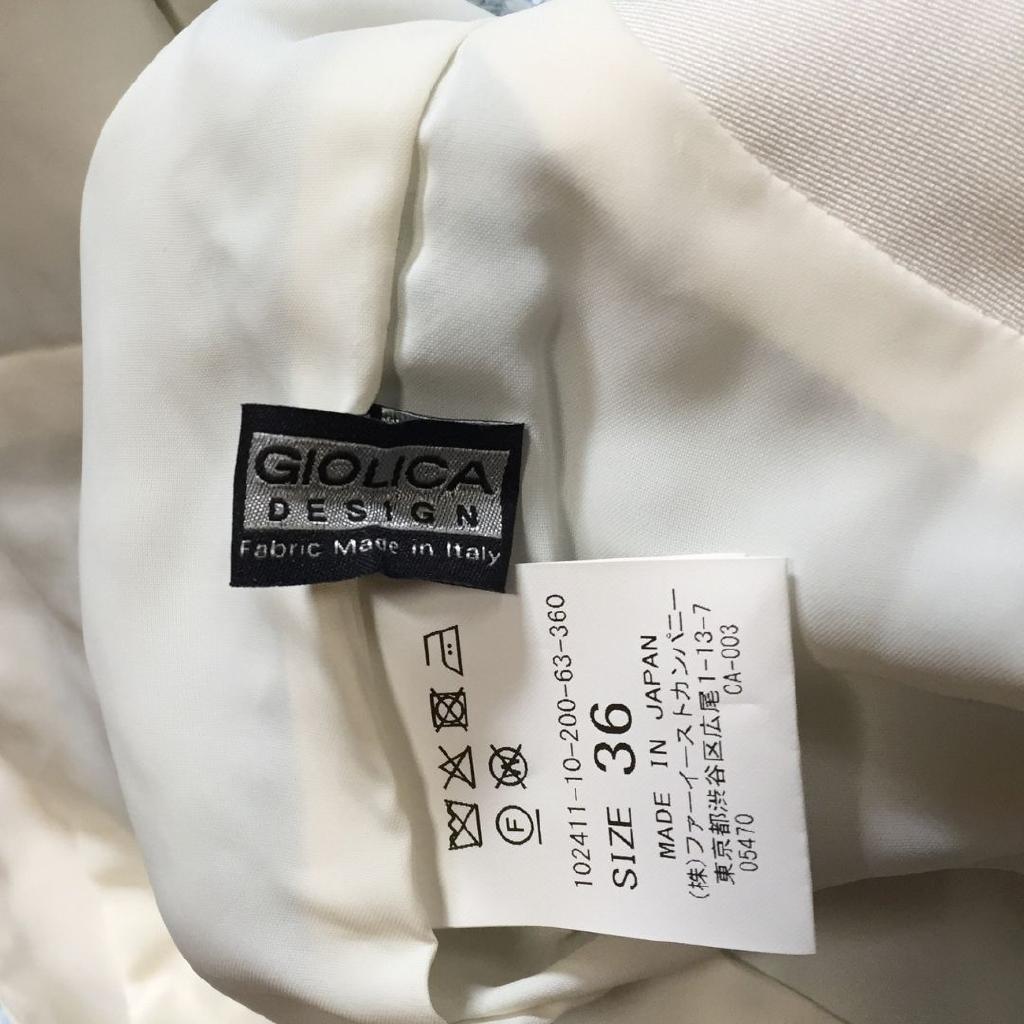 GIOLICA
DESIGN
Fabric Made in Italy
F
W
102411-10-200-63-360
SIZE 36
MADE IN JAPAN
(株)ファーイーストカンパニー
東京都渋谷区広尾1-13-7
05470 CA-003